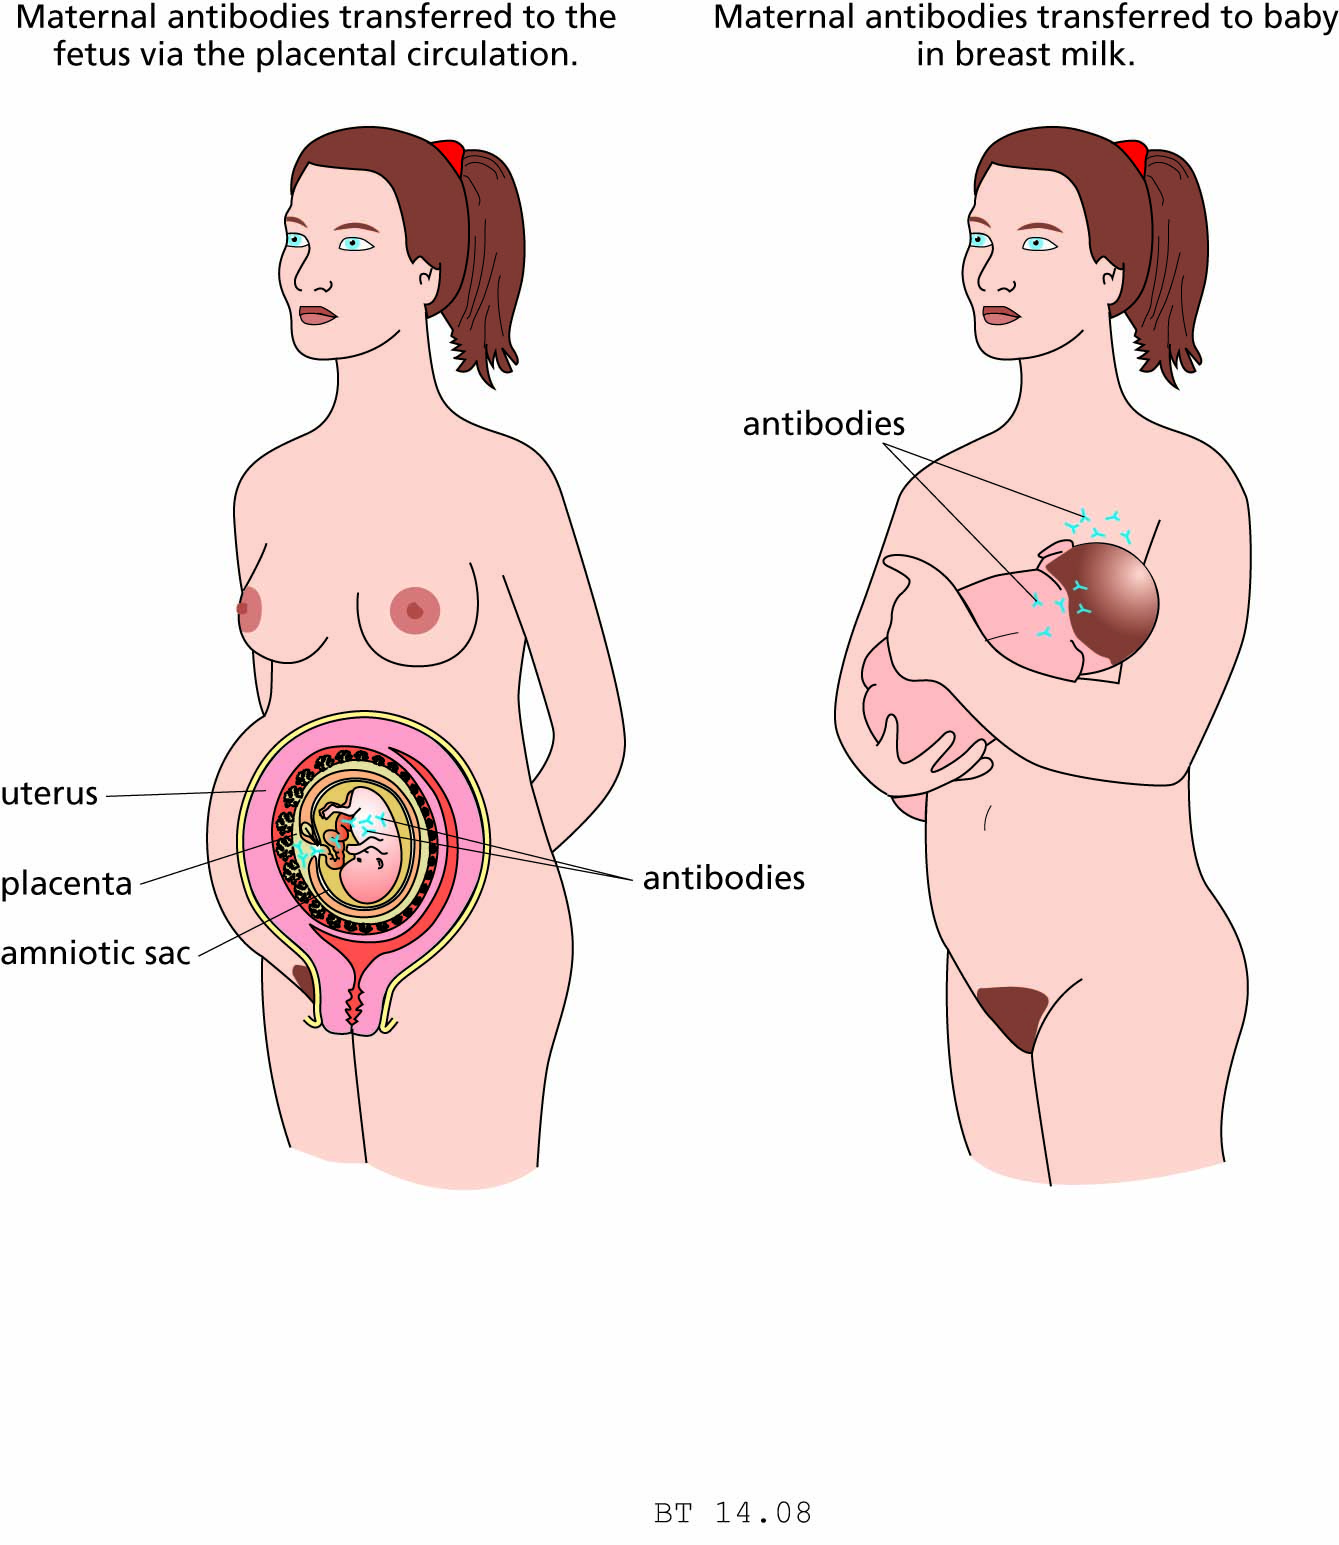 Maternal antibodies transferred to the
fetus via the placental circulation.
Maternal antibodies transferred to baby
in breast milk.
antibodies
uterus
placenta
antibodies
amniotic sac
BT 14.08